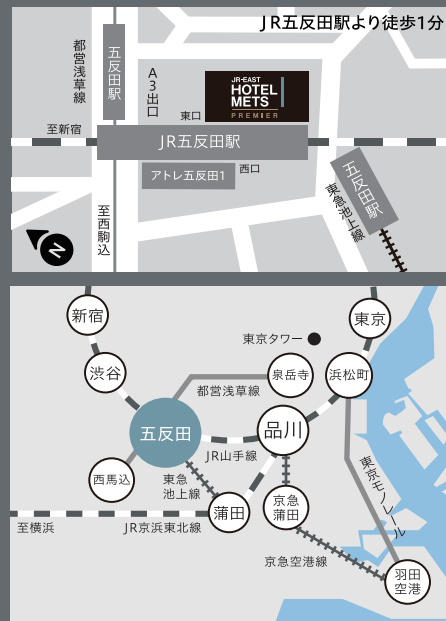 JR五反田駅より徒歩1分
都営浅草線
五反田駅
A3出口
JR-EAST
HOTEL
METS
PREMIER
東口
至新宿
JR五反田駅
アトレ五反田1
西口
五反田駅
東急池上線
至西駒込
N
新宿
東京
東京タワー
渋谷
泉岳寺
浜松町
都営浅草線
五反田
品川
JR山手線
西馬込
東急
池上線
東京モノレール
蒲田
京急
蒲田
至横浜
JR京浜東北線
京急空港線
羽田
空港